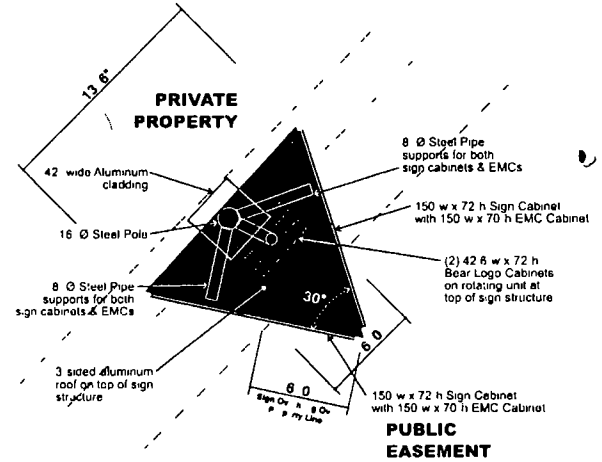 13 6"
PRIVATE
PROPERTY
8 Ø Steel Pipe
supports for both
sign cabinets & EMCs
42 wide Aluminum
cladding
150 w x 72 h Sign Cabinet
with 150 w x 70 h EMC Cabinet
16 Ø Steel Pole
(2) 42 6 w x 72 h
Bear Logo Cabinets
on rotating unit at
top of sign structure
8 Ø Steel Pipe
supports for both
sign cabinets & EMCs
30°
6 0
3 sided aluminum
roof on top of sign
structure
6 0
Sign
Line
150 w x 72 h Sign Cabinet
with 150 w x 70 h EMC Cabinet
PUBLIC
EASEMENT